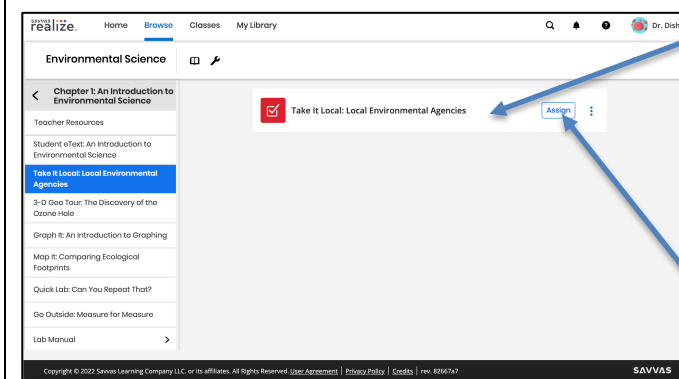 savvas
realize.
Home Browse Classes My Library
Dr. Dish
Environmental Science
Chapter 1: An Introduction to
Environmental Science
Teacher Resources
Student eText: An Introduction to
Environmental Science
Take It Local: Local Environmental
Agencies
3-D Geo Tour: The Discovery of the
Ozone Hole
Graph It: An Introduction to Graphing
Map It: Comparing Ecological
Footprints
Quick Lab: Can You Repeat That?
Go Outside: Measure for Measure
Lab Manual
Take It Local: Local Environmental Agencies
Assign
Copyright © 2022 Savvas Learning Company LLC. or its affiliates. All Rights Reserved. User Agreement | Privacy Policy | Credits | rev. 82667a7
SAVVAS